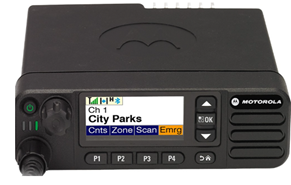 Ch 1
City Parks
Cnts Zone Scan Emrg
OK
MOTOROLA
P1 P2 P3 P4